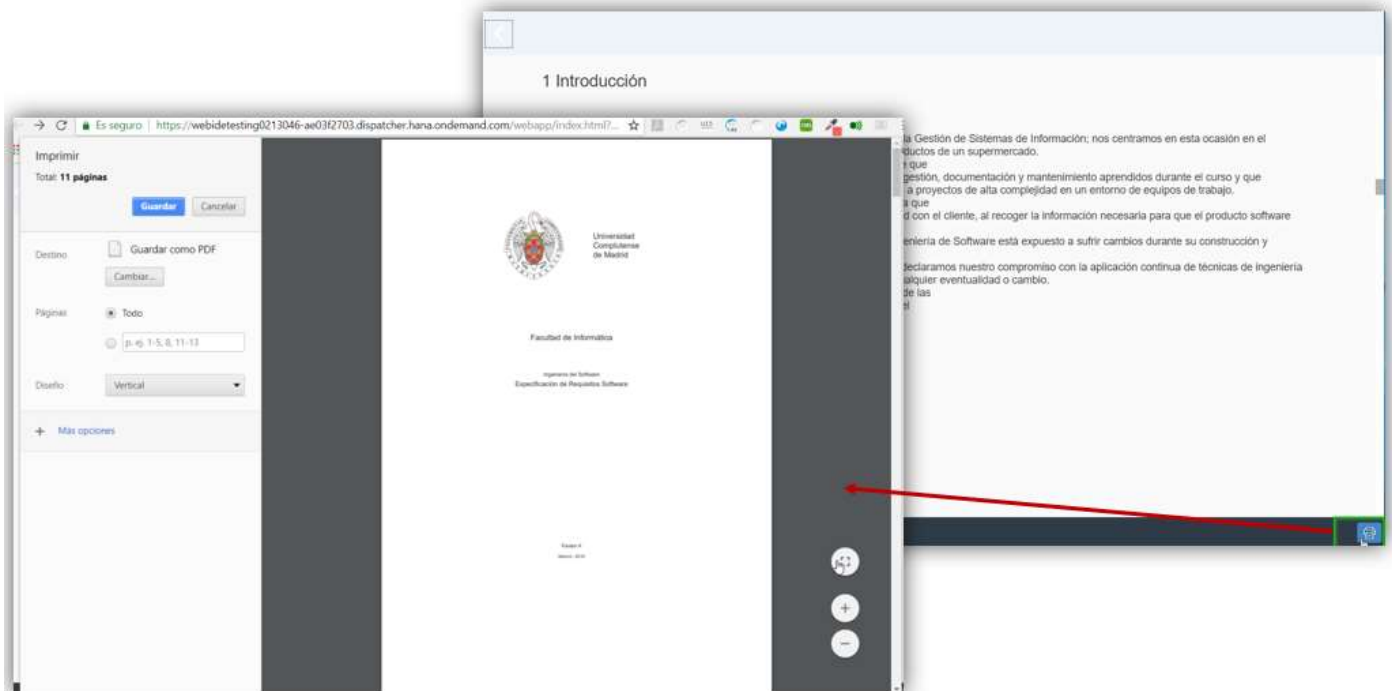 1 Introducción
la Gestión de Sistemas de Información; nos centramos en esta ocasión en el
ductos de un supermercado.
que
gestión, documentación y mantenimiento aprendidos durante el curso y que
a proyectos de alta complejidad en un entorno de equipos de trabajo.
a que
d con el cliente, al recoger la información necesaria para que el producto software
eniería de Software está expuesto a sufrir cambios durante su construcción y
declaramos nuestro compromiso con la aplicación continua de técnicas de ingeniería
alquier eventualidad o cambio.
de las
el
Es seguro | https://webidetesting0213046-ae03f2703.dispatcher.hana.ondemand.com/webapp/index.html?...
Imprimir
Total: 11 páginas
Guardar Cancelar
Destino Guardar como PDF
Cambiar...
Páginas Todo
p. ej. 1-5, 8, 11-13
Diseño Vertical
+ Más opciones
Universidad
Complutense
de Madrid
Facultad de Informática
Ingeniería del Software
Especificación de Requisitos Software